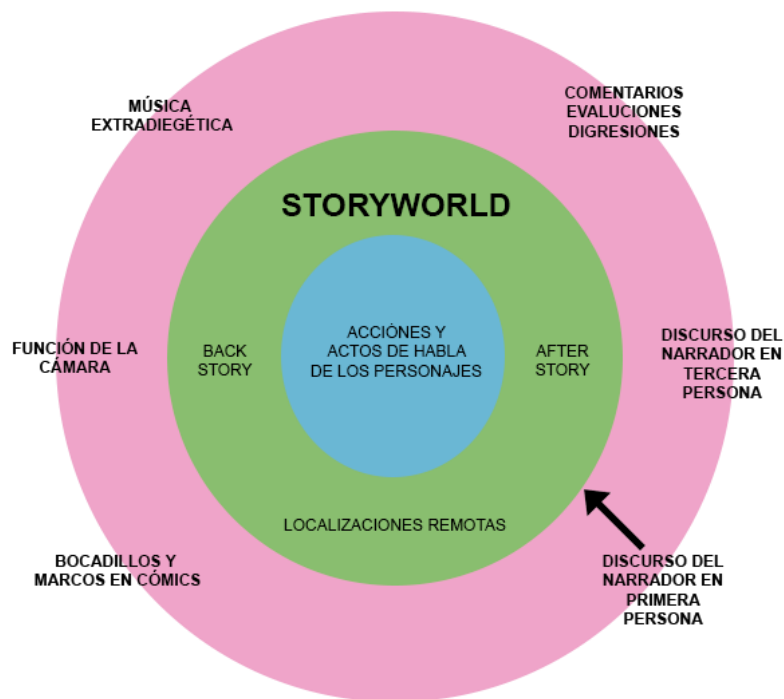 MÚSICA
EXTRADIEGÉTICA
COMENTARIOS
EVALUCIONES
DIGRESIONES
STORYWORLD
ACCIÓNES Y
ACTOS DE HABLA
DE LOS PERSONAJES
BACK
STORY
AFTER
STORY
FUNCIÓN DE LA
CÁMARA
DISCURSO DEL
NARRADOR EN
TERCERA
PERSONA
LOCALIZACIONES REMOTAS
BOCADILLOS Y
MARCOS EN CÓMICS
DISCURSO DEL
NARRADOR EN
PRIMERA
PERSONA